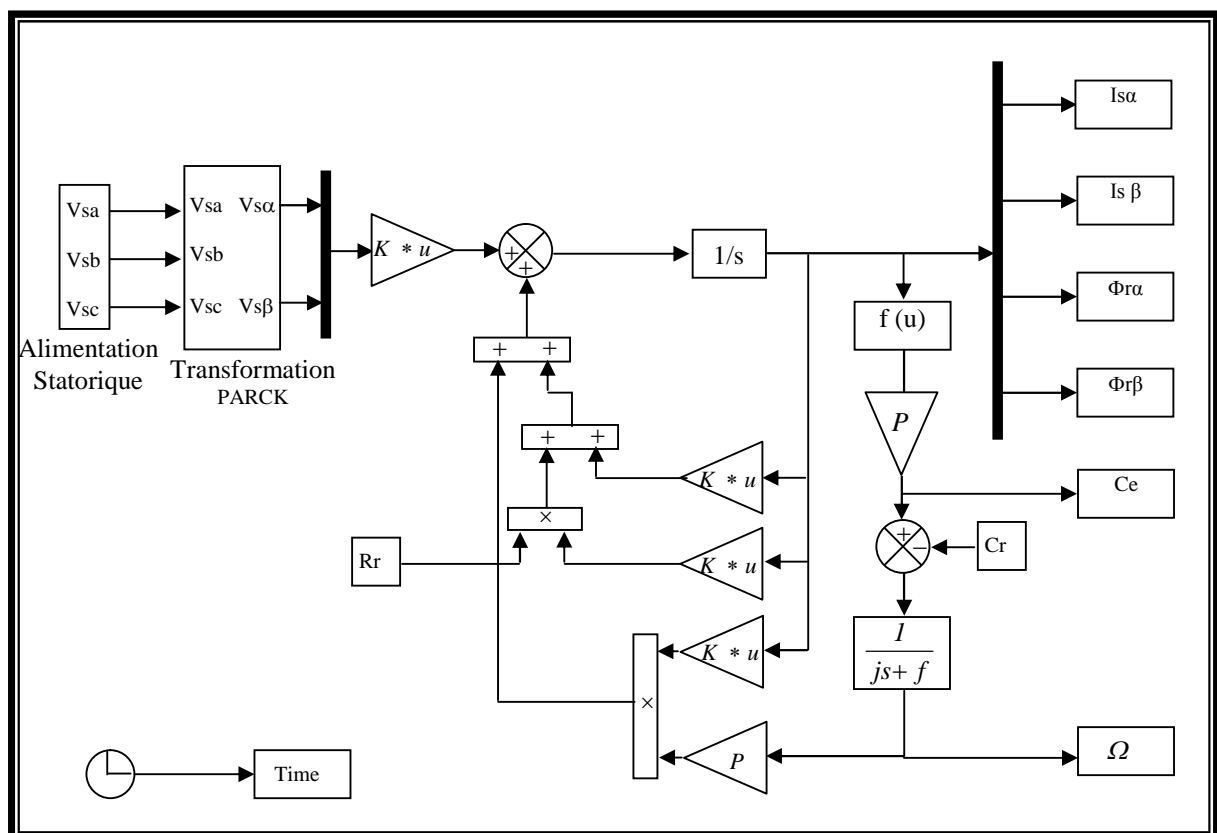 Isα
Is β
Φrα
Φrβ
Vsa
Vsb
Vsc
Alimentation
Statorique
Vsa Vsα
Vsb
Vsc Vsβ
Transformation
PARCK
K * u
+
+
1/s
f (u)
P
Ce
+ +
+ +
K * u
×
K * u
Rr
+
−
Cr
K * u
×
1
js+ f
P
Ω
Time